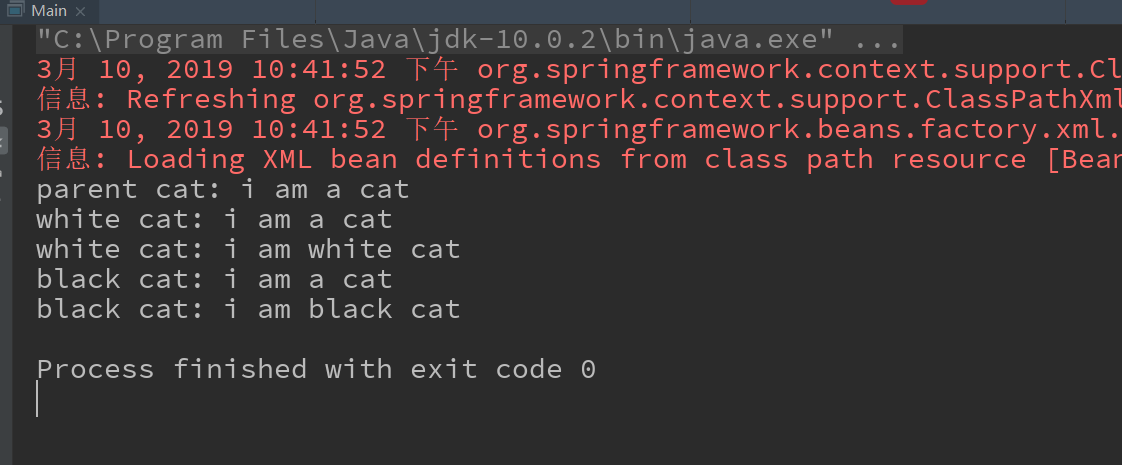 Main
"C:\Program Files\Java\jdk-10.0.2\bin\java.exe" ...
3月 10, 2019 10:41:52 下午 org.springframework.context.support.Cl
信息: Refreshing org.springframework.context.support.ClassPathXml
3月 10, 2019 10:41:52 下午 org.springframework.beans.factory.xml.
信息: Loading XML bean definitions from class path resource [Bean
parent cat: i am a cat
white cat: i am a cat
white cat: i am white cat
black cat: i am a cat
black cat: i am black cat
Process finished with exit code 0